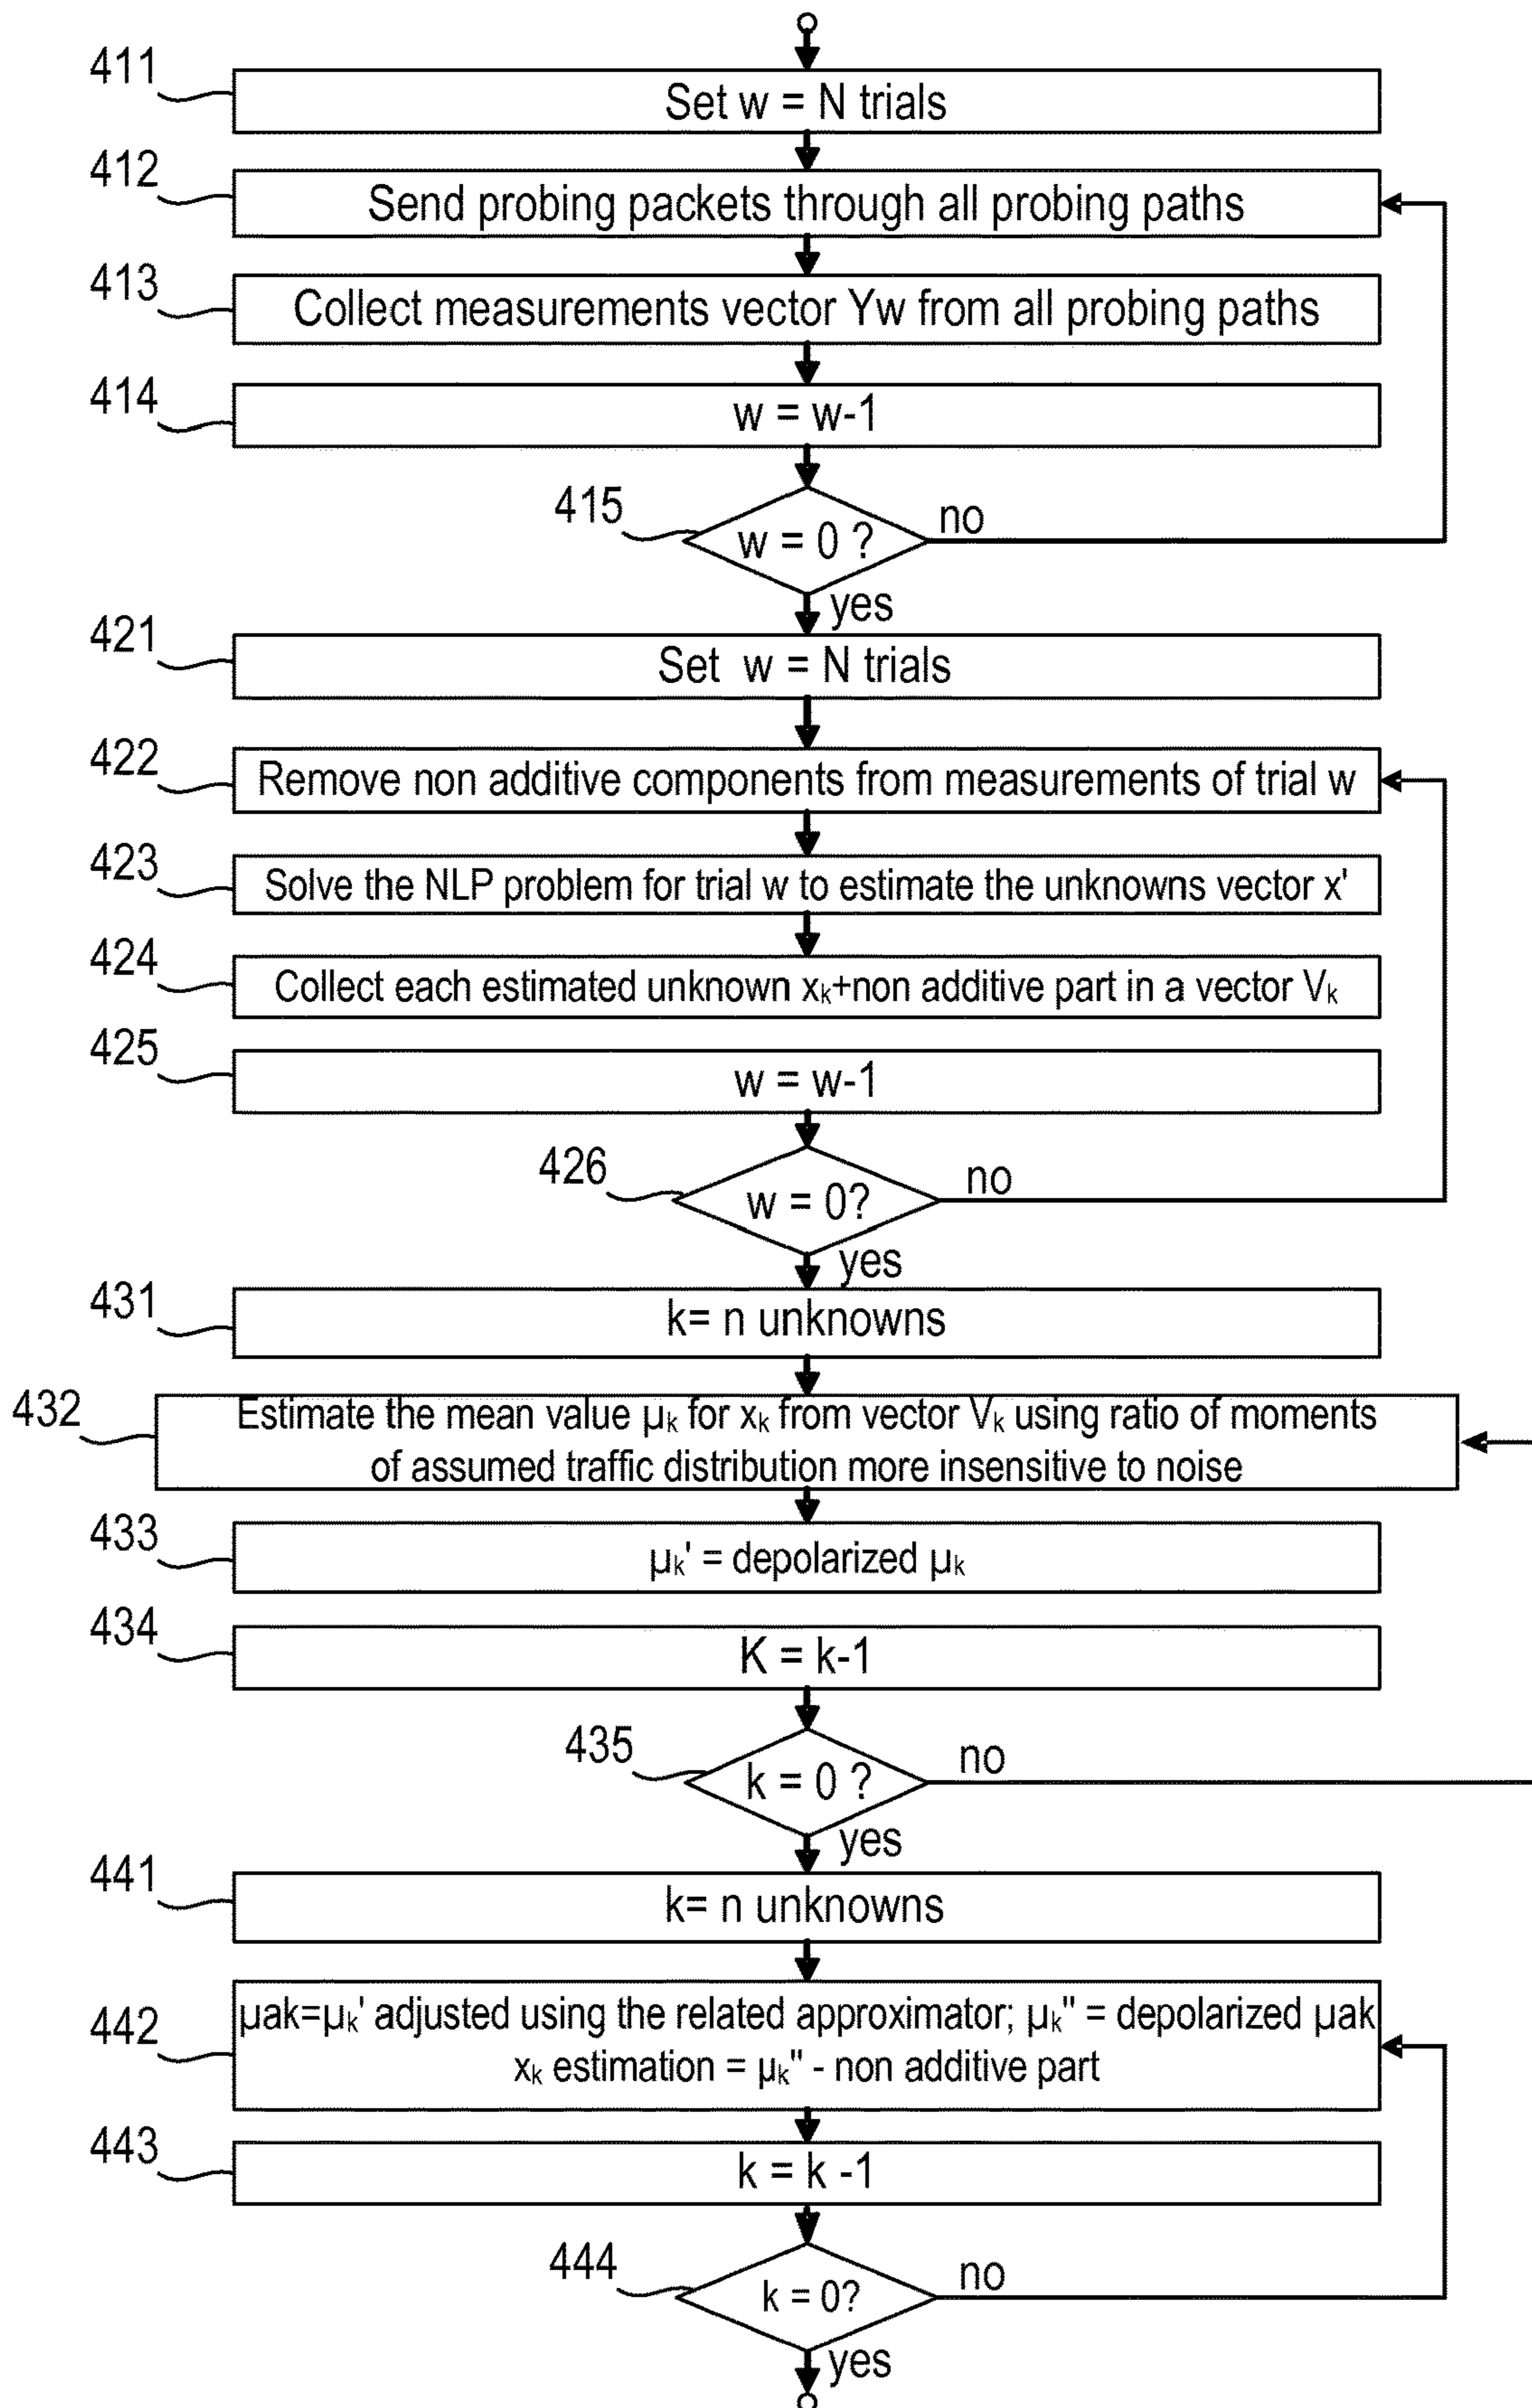 411
Set w = N trials
412
Send probing packets through all probing paths
413
Collect measurements vector Yw from all probing paths
414
w = w-1
415
w = 0 ?
no
yes
421
Set w = N trials
422
Remove non additive components from measurements of trial w
423
Solve the NLP problem for trial w to estimate the unknowns vector x'
424
Collect each estimated unknown xₖ+non additive part in a vector Vₖ
425
w = w-1
426
w = 0?
no
yes
431
k= n unknowns
432
Estimate the mean value μₖ for xₖ from vector Vₖ using ratio of moments
of assumed traffic distribution more insensitive to noise
433
μₖ' = depolarized μₖ
434
K = k-1
435
k = 0 ?
no
yes
441
k= n unknowns
442
μak=μₖ' adjusted using the related approximator; μₖ'' = depolarized μak
xₖ estimation = μₖ'' - non additive part
443
k = k -1
444
k = 0?
no
yes